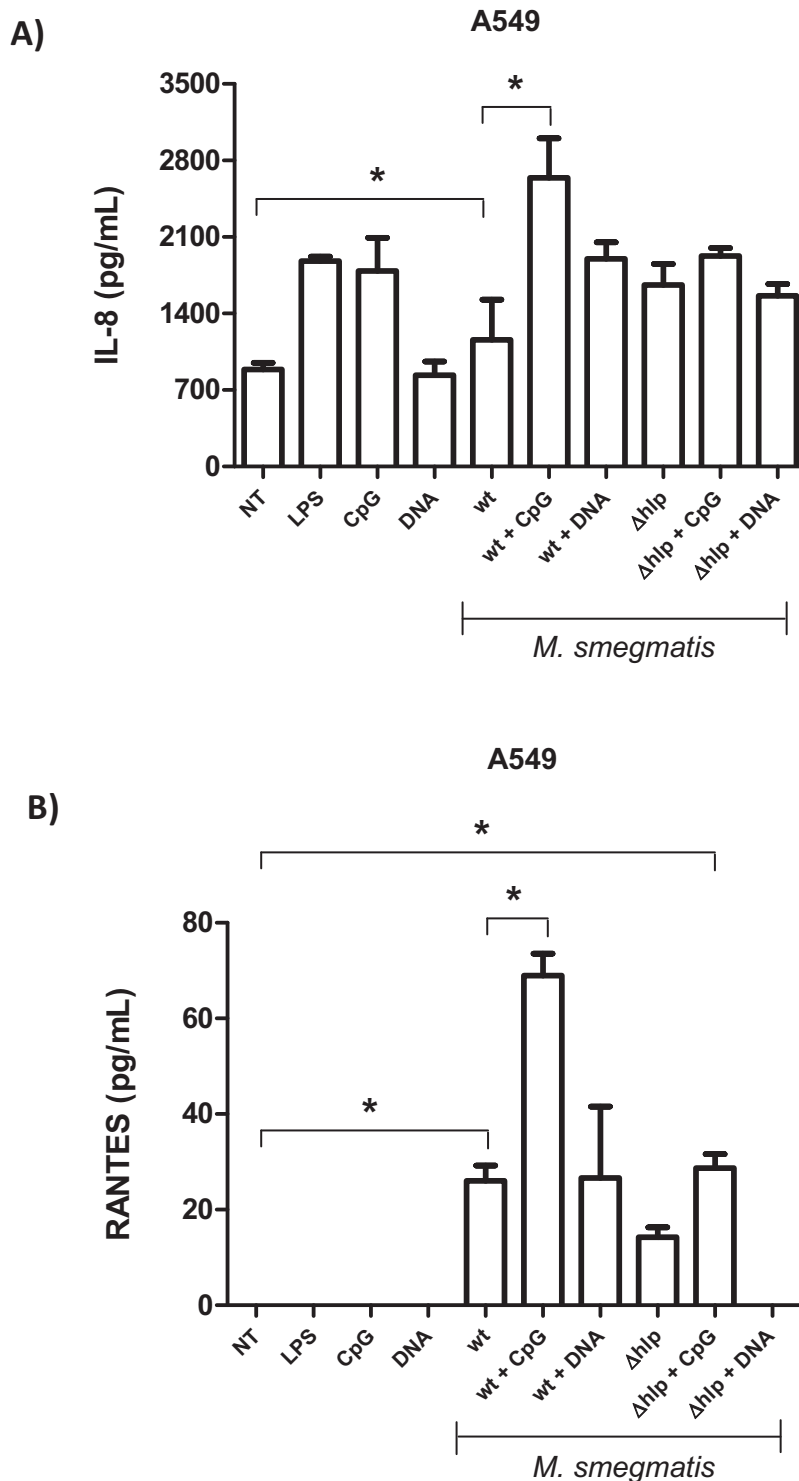 A)
A549
3500
2800
2100
1400
700
0
IL-8 (pg/mL)
*
*
NT
LPS
CpG
DNA
wt
wt + CpG
wt + DNA
Δhlp
Δhlp + CpG
Δhlp + DNA
M. smegmatis
B)
A549
80
60
40
20
0
RANTES (pg/mL)
*
*
*
NT
LPS
CpG
DNA
wt
wt + CpG
wt + DNA
Δhlp
Δhlp + CpG
Δhlp + DNA
M. smegmatis